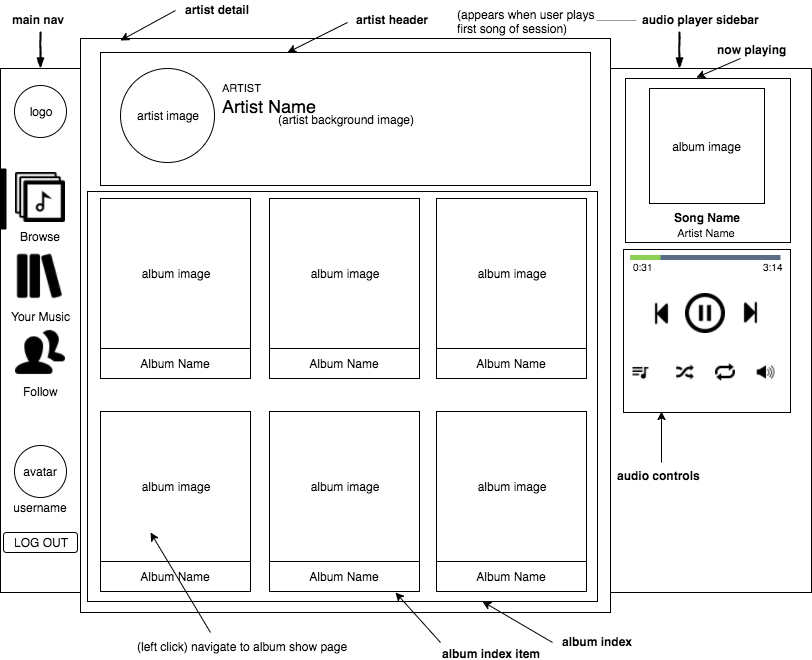 artist detail
main nav
artist header
(appears when user plays
first song of session)
audio player sidebar
now playing
logo
Browse
Your Music
Follow
avatar
username
LOG OUT
artist image
ARTIST
Artist Name
(artist background image)
album image
album image
album image
Album Name
Album Name
Album Name
album image
album image
album image
Album Name
Album Name
Album Name
album image
Song Name
Artist Name
0:31
3:14
audio controls
(left click) navigate to album show page
album index item
album index